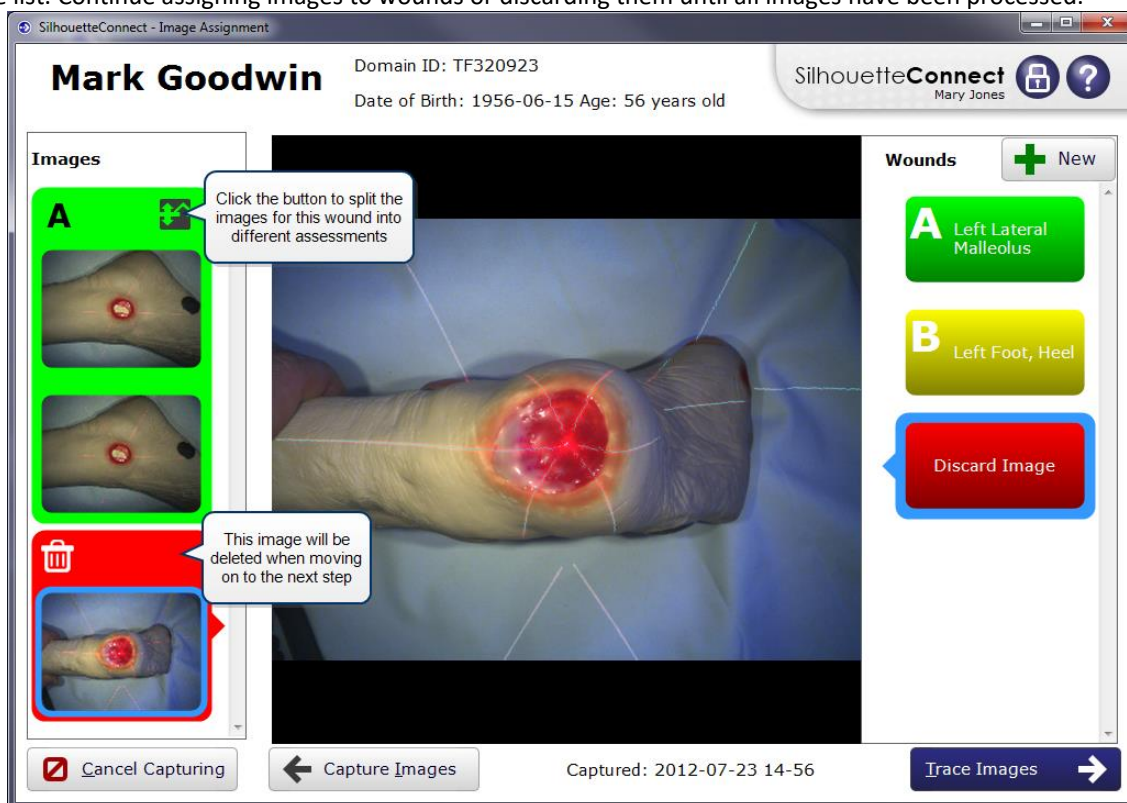 e list. Continue assigning images to wounds or discarding them until all images have been processed.
SilhouetteConnect - Image Assignment
Mark Goodwin
Domain ID: TF320923
Date of Birth: 1956-06-15 Age: 56 years old
SilhouetteConnect
Mary Jones
?
Images
A
Click the button to split the
images for this wound into
different assessments
This image will be
deleted when moving
on to the next step
Wounds
New
A Left Lateral
Malleolus
B Left Foot, Heel
Discard Image
Cancel Capturing
Capture Images
Captured: 2012-07-23 14-56
Trace Images